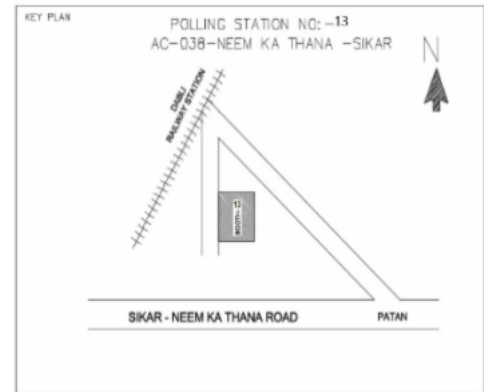 KEY PLAN
POLLING STATION NO:-13
AC-038-NEEM KA THANA -SIKAR
N
DABLI
RAILWAY STATION
BOOTH-13
SIKAR - NEEM KA THANA ROAD
PATAN